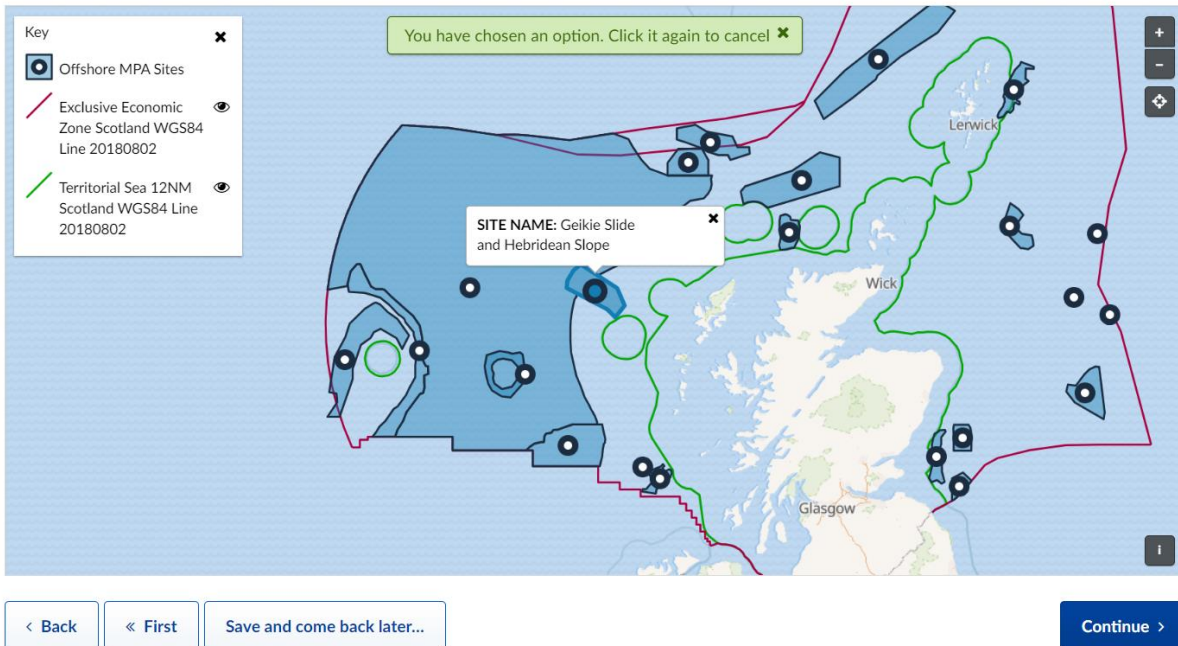 Key
Offshore MPA Sites
Exclusive Economic
Zone Scotland WGS84
Line 20180802
Territorial Sea 12NM
Scotland WGS84 Line
20180802
You have chosen an option. Click it again to cancel
Lerwick
SITE NAME: Geikie Slide
and Hebridean Slope
Wick
Glasgow
Back
First
Save and come back later...
Continue